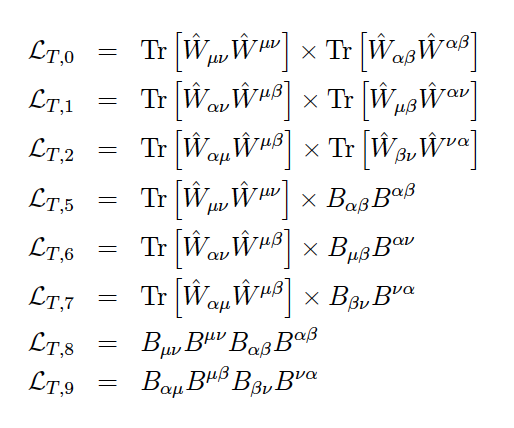 ℒ_{T,0} = Tr[Ŵ_{μν}Ŵ^{μν}] × Tr[Ŵ_{αβ}Ŵ^{αβ}]
ℒ_{T,1} = Tr[Ŵ_{αν}Ŵ^{μβ}] × Tr[Ŵ_{μβ}Ŵ^{αν}]
ℒ_{T,2} = Tr[Ŵ_{αμ}Ŵ^{μβ}] × Tr[Ŵ_{βν}Ŵ^{να}]
ℒ_{T,5} = Tr[Ŵ_{μν}Ŵ^{μν}] × B_{αβ}B^{αβ}
ℒ_{T,6} = Tr[Ŵ_{αν}Ŵ^{μβ}] × B_{μβ}B^{αν}
ℒ_{T,7} = Tr[Ŵ_{αμ}Ŵ^{μβ}] × B_{βν}B^{να}
ℒ_{T,8} = B_{μν}B^{μν}B_{αβ}B^{αβ}
ℒ_{T,9} = B_{αμ}B^{μβ}B_{βν}B^{να}